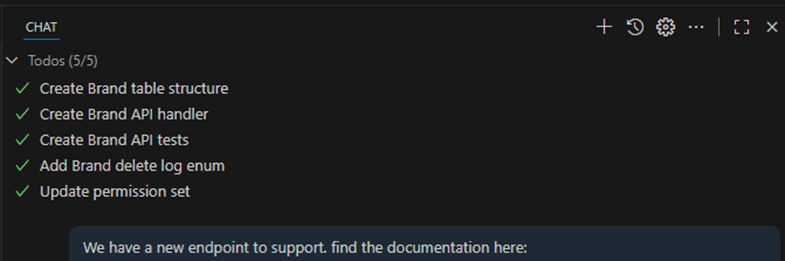 CHAT
Todos (5/5)
Create Brand table structure
Create Brand API handler
Create Brand API tests
Add Brand delete log enum
Update permission set
We have a new endpoint to support. find the documentation here: